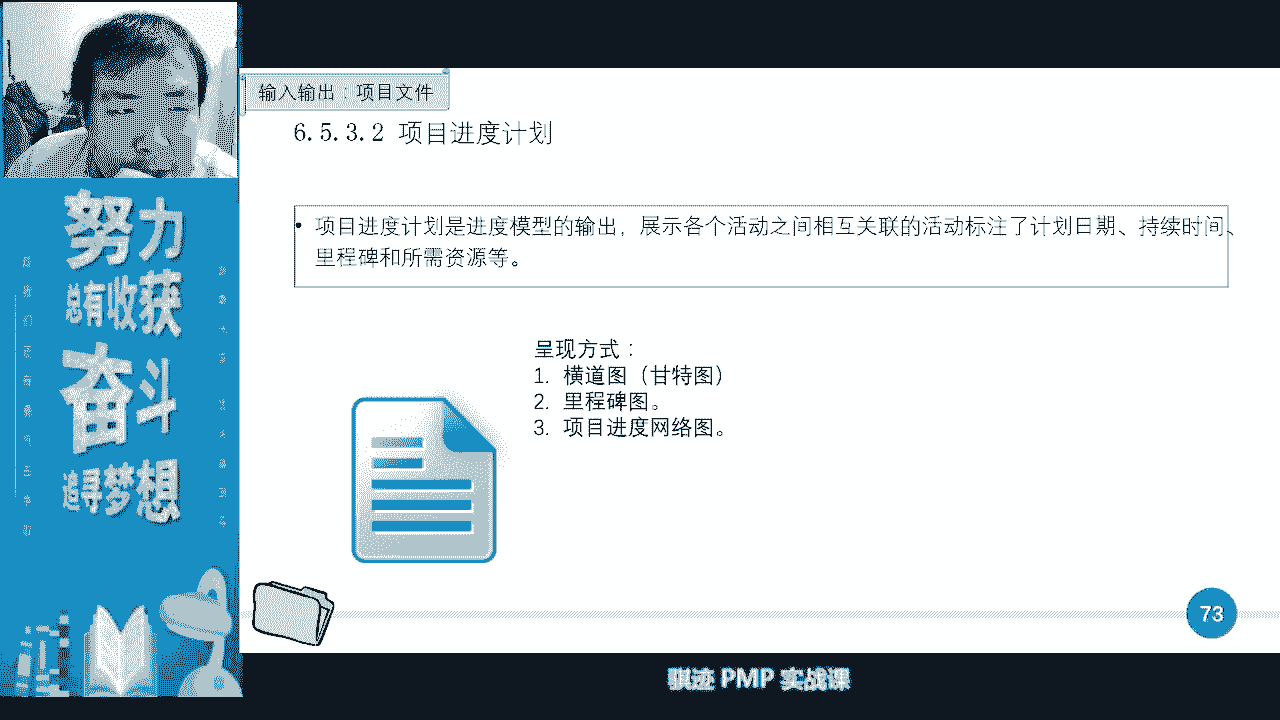 输入输出：项目文件
6.5.3.2 项目进度计划
• 项目进度计划是进度模型的输出，展示各个活动之间相互关联的活动标注了计划日期、持续时间、
里程碑和所需资源等。
呈现方式：
1. 横道图（甘特图）
2. 里程碑图。
3. 项目进度网络图。
73
努力
总有收获
奋斗
追寻梦想
骐迹 PMP 实战课